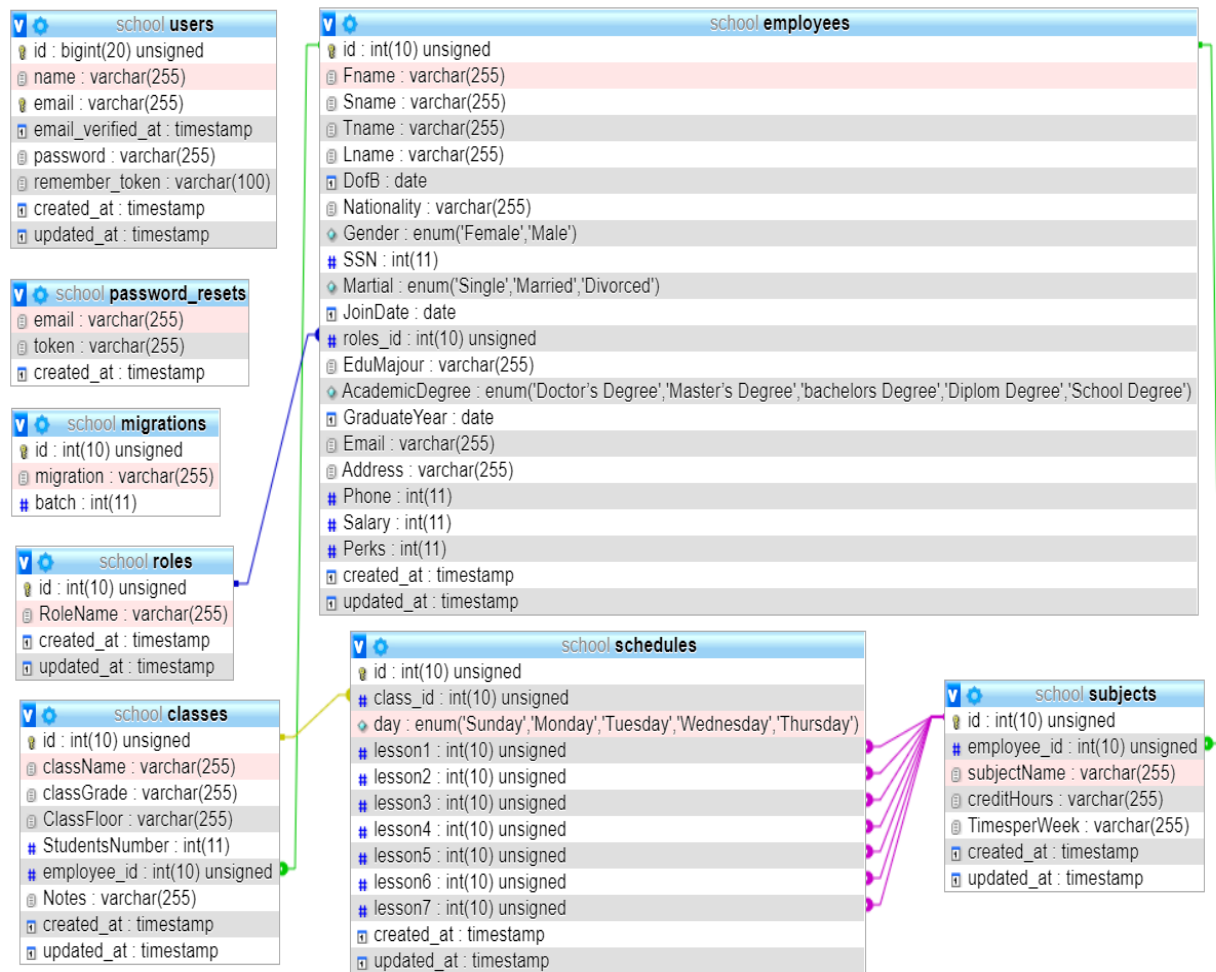 school users
id : bigint(20) unsigned
name : varchar(255)
email : varchar(255)
email_verified_at : timestamp
password : varchar(255)
remember_token : varchar(100)
created_at : timestamp
updated_at : timestamp
school password_resets
email : varchar(255)
token : varchar(255)
created_at : timestamp
school migrations
id : int(10) unsigned
migration : varchar(255)
batch : int(11)
school roles
id : int(10) unsigned
RoleName : varchar(255)
created_at : timestamp
updated_at : timestamp
school classes
id : int(10) unsigned
className : varchar(255)
classGrade : varchar(255)
ClassFloor : varchar(255)
StudentsNumber : int(11)
employee_id : int(10) unsigned
Notes : varchar(255)
created_at : timestamp
updated_at : timestamp
school employees
id : int(10) unsigned
Fname : varchar(255)
Sname : varchar(255)
Tname : varchar(255)
Lname : varchar(255)
DofB : date
Nationality : varchar(255)
Gender : enum('Female','Male')
SSN : int(11)
Martial : enum('Single','Married','Divorced')
JoinDate : date
roles_id : int(10) unsigned
EduMajour : varchar(255)
AcademicDegree : enum('Doctor's Degree','Master's Degree','bachelors Degree','Diplom Degree','School Degree')
GraduateYear : date
Email : varchar(255)
Address : varchar(255)
Phone : int(11)
Salary : int(11)
Perks : int(11)
created_at : timestamp
updated_at : timestamp
school schedules
id : int(10) unsigned
class_id : int(10) unsigned
day : enum('Sunday','Monday','Tuesday','Wednesday','Thursday')
lesson1 : int(10) unsigned
lesson2 : int(10) unsigned
lesson3 : int(10) unsigned
lesson4 : int(10) unsigned
lesson5 : int(10) unsigned
lesson6 : int(10) unsigned
lesson7 : int(10) unsigned
created_at : timestamp
updated_at : timestamp
school subjects
id : int(10) unsigned
employee_id : int(10) unsigned
subjectName : varchar(255)
creditHours : varchar(255)
TimesperWeek : varchar(255)
created_at : timestamp
updated_at : timestamp